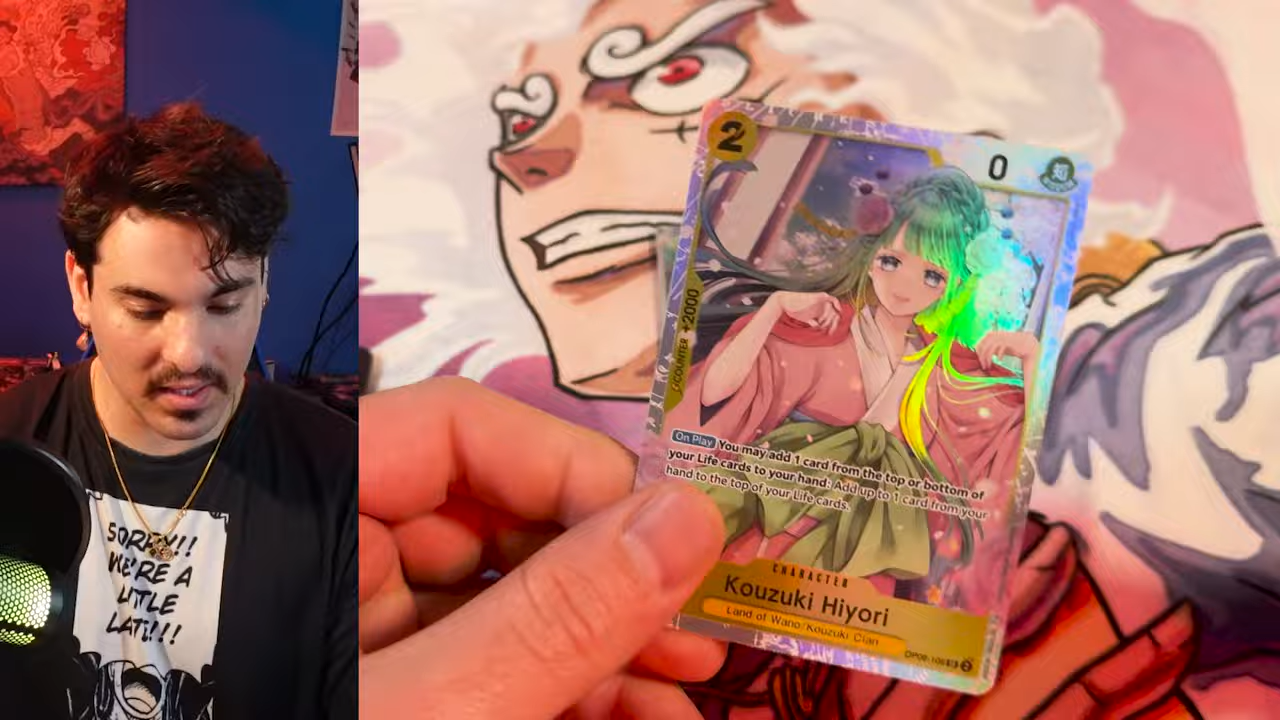 SORRY!!
WE'RE A
LITTLE
LATE!!!
2
0
COUNTER +2000
On Play You may add 1 card from the top or bottom of
your Life cards to your hand: Add up to 1 card from your
hand to the top of your Life cards.
CHARACTER
Kouzuki Hiyori
Land of Wano/Kouzuki Clan